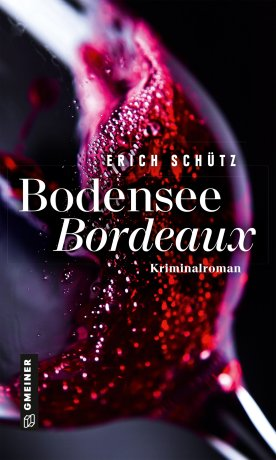 ERICH SCHÜTZ
Bodensee
Bordeaux
Kriminalroman
GMEINER